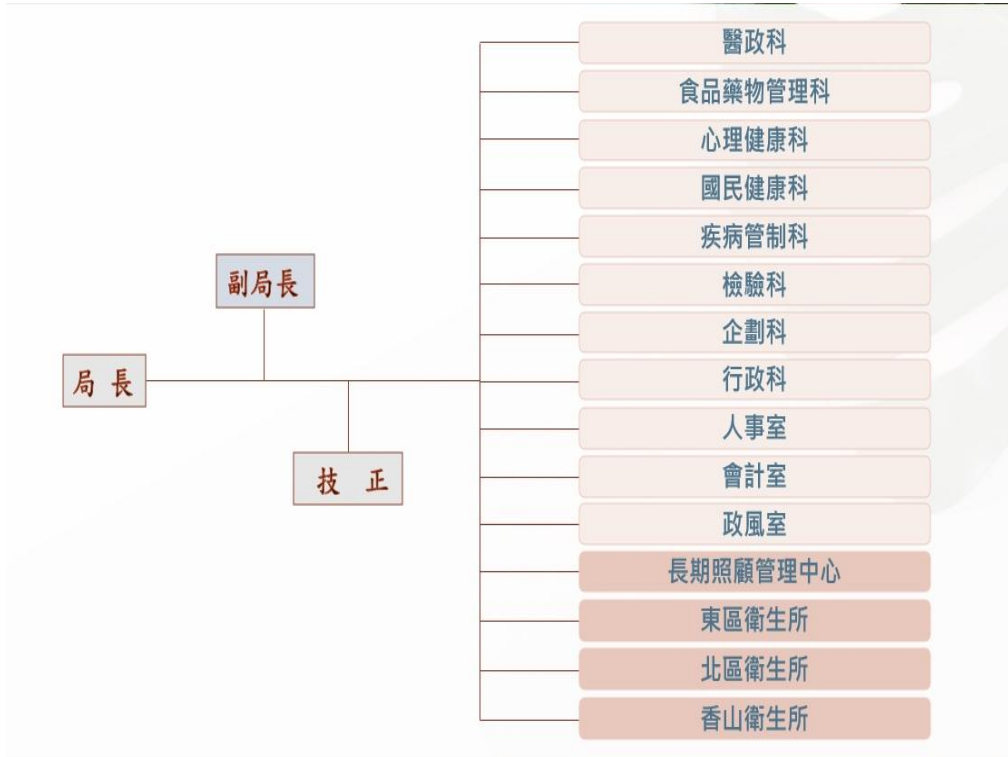 局 長
副局長
技 正
醫政科
食品藥物管理科
心理健康科
國民健康科
疾病管制科
檢驗科
企劃科
行政科
人事室
會計室
政風室
長期照顧管理中心
東區衛生所
北區衛生所
香山衛生所